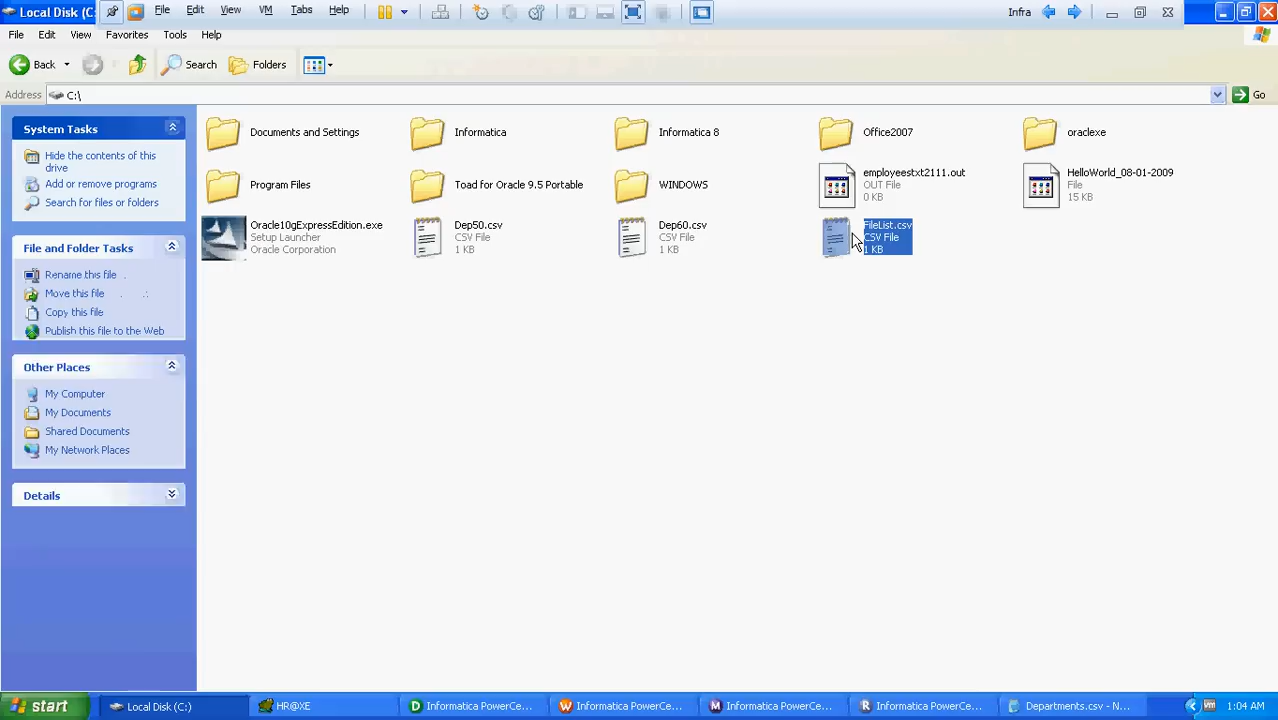 Local Disk (C:
File Edit View VM Tabs Help
Infra
File Edit View Favorites Tools Help
Back Search Folders
Address C:\ Go
System Tasks
Hide the contents of this
drive
Add or remove programs
Search for files or folders
File and Folder Tasks
Rename this file
Move this file
Copy this file
Publish this file to the Web
Other Places
My Computer
My Documents
Shared Documents
My Network Places
Details
Documents and Settings
Informatica
Informatica 8
Office2007
oraclexe
Program Files
Toad for Oracle 9.5 Portable
WINDOWS
employeestxt2111.out
OUT File
0 KB
HelloWorld_08-01-2009
File
15 KB
Oracle10gExpressEdition.exe
Setup Launcher
Oracle Corporation
Dep50.csv
CSV File
1 KB
Dep60.csv
CSV File
1 KB
FileList.csv
CSV File
1 KB
start
Local Disk (C:)
HR@XE
Informatica PowerCe...
Informatica PowerCe...
Informatica PowerCe...
Informatica PowerCe...
Departments.csv - N...
1:04 AM